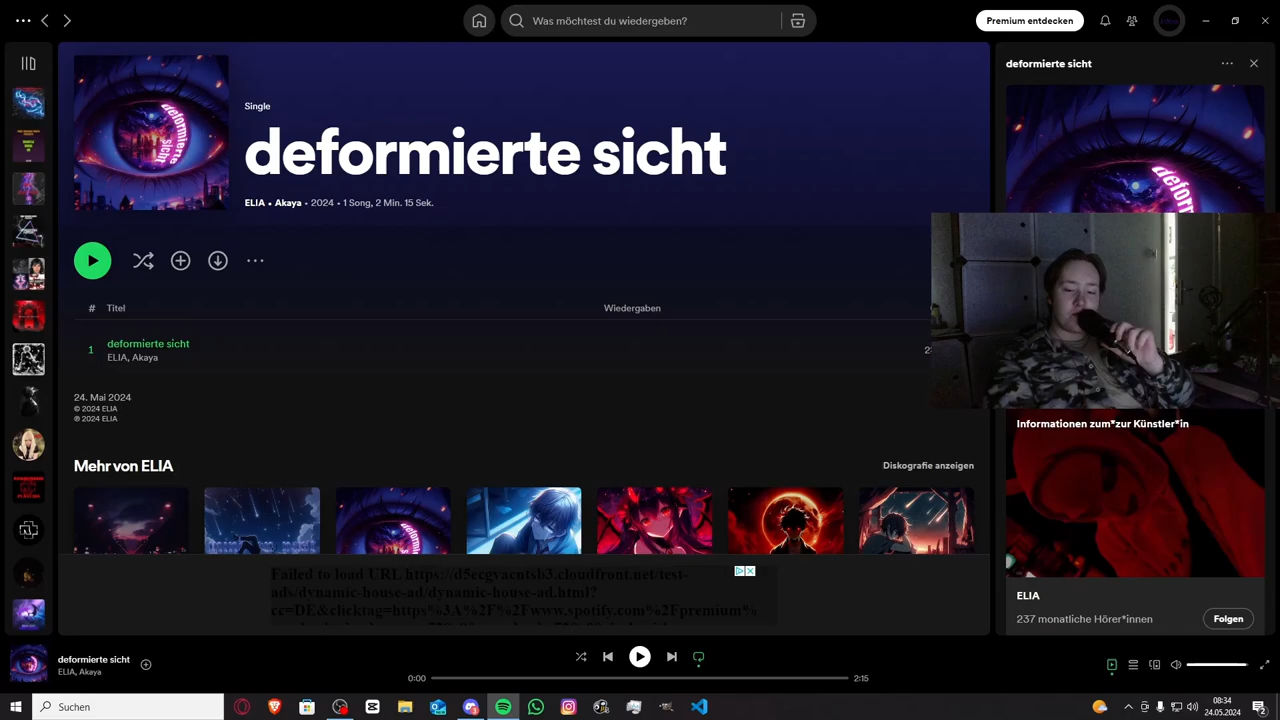 Was möchtest du wiedergeben?
Premium entdecken
Single
deformierte sicht
ELIA • Akaya • 2024 • 1 Song, 2 Min. 15 Sek.
deformierte sicht
# Titel Wiedergaben
1 deformierte sicht
ELIA, Akaya
24. Mai 2024
© 2024 ELIA
℗ 2024 ELIA
Mehr von ELIA
Diskografie anzeigen
Failed to load URL https://d5ecgvacntsb3.cloudfront.net/test-
ads/dynamic-house-ad/dynamic-house-ad.html?
cc=DE&clicktag=https%3A%2F%2Fwww.spotify.com%2Fpremium%
deformierte sicht
Informationen zum*zur Künstler*in
ELIA
237 monatliche Hörer*innen
Folgen
deformierte sicht
ELIA, Akaya
0:00
2:15
Suchen
08:34
24.05.2024